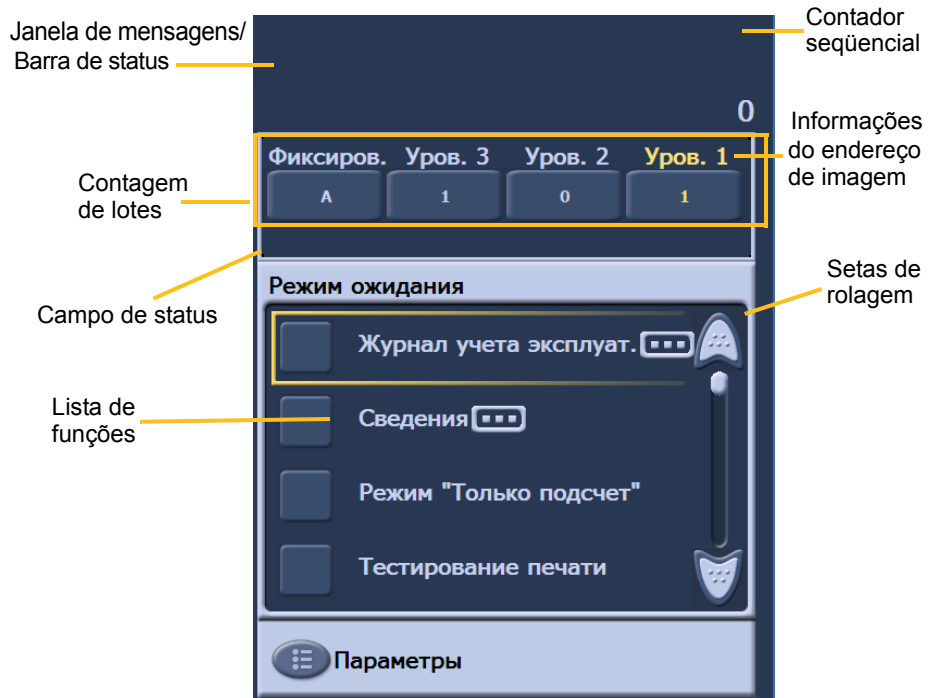 Janela de mensagens/
Barra de status
Contador
seqüencial
0
Informações
do endereço
de imagem
Фиксиров. Уров. 3 Уров. 2 Уров. 1
A 1 0 1
Contagem
de lotes
Campo de status
Режим ожидания
Setas de
rolagem
Журнал учета эксплуат.
Lista de
funções
Сведения
Режим "Только подсчет"
Тестирование печати
Параметры